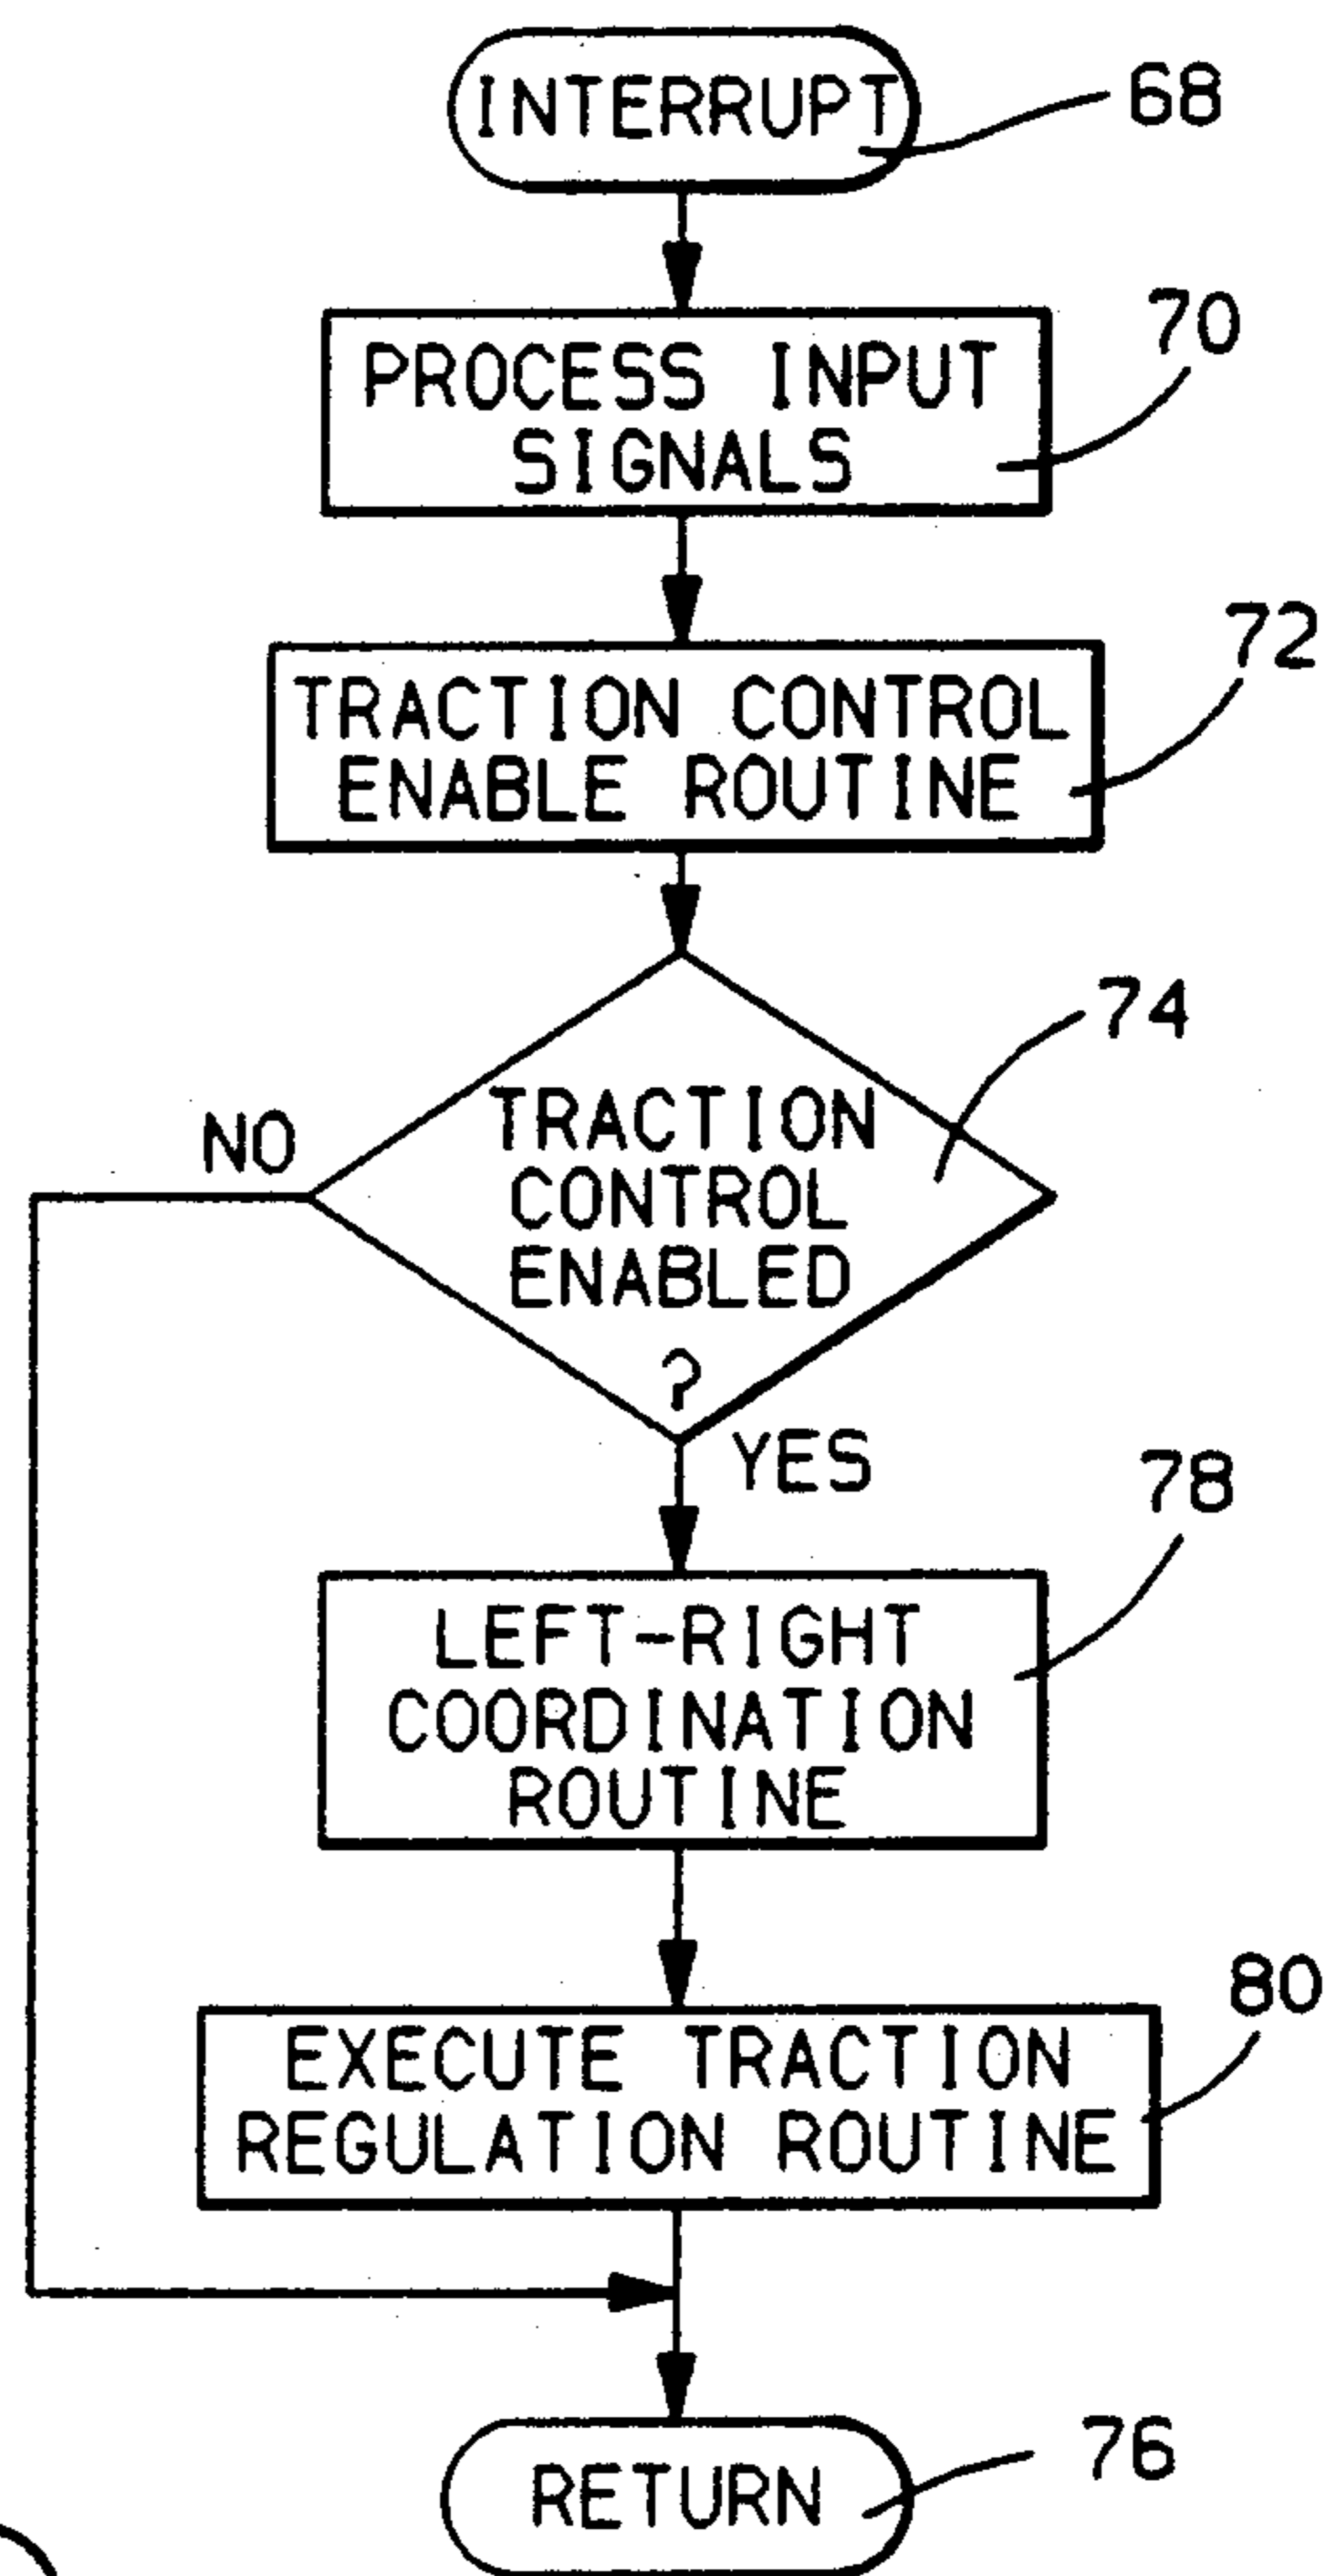 INTERRUPT
68
PROCESS INPUT
SIGNALS
70
TRACTION CONTROL
ENABLE ROUTINE
72
TRACTION
CONTROL
ENABLED
?
74
NO
YES
LEFT-RIGHT
COORDINATION
ROUTINE
78
EXECUTE TRACTION
REGULATION ROUTINE
80
RETURN
76